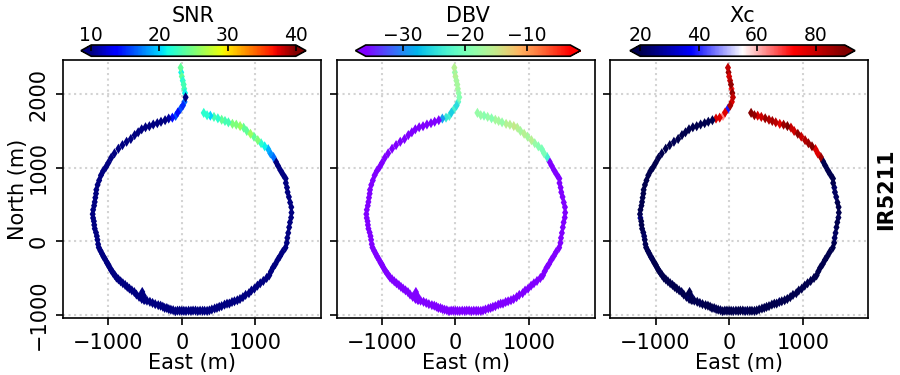 SNR DBV Xc
10 20 30 40 −30 −20 −10 20 40 60 80
2000
1000
0
−1000
North (m)
−1000 0 1000 −1000 0 1000 −1000 0 1000
East (m) East (m) East (m)
IR5211